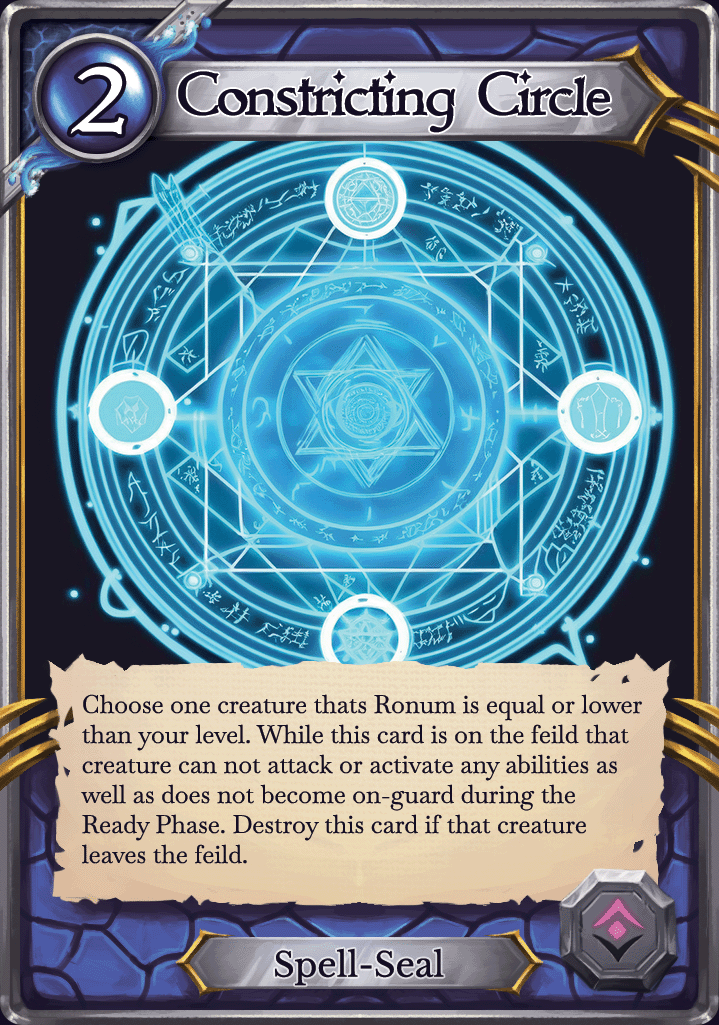 2
Constricting Circle
Choose one creature thats Ronum is equal or lower
than your level. While this card is on the feild that
creature can not attack or activate any abilities as
well as does not become on-guard during the
Ready Phase. Destroy this card if that creature
leaves the feild.
Spell-Seal